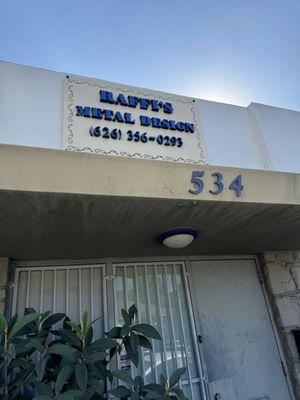 RAFFI'S
METAL DESIGN
(626) 356-0293
534